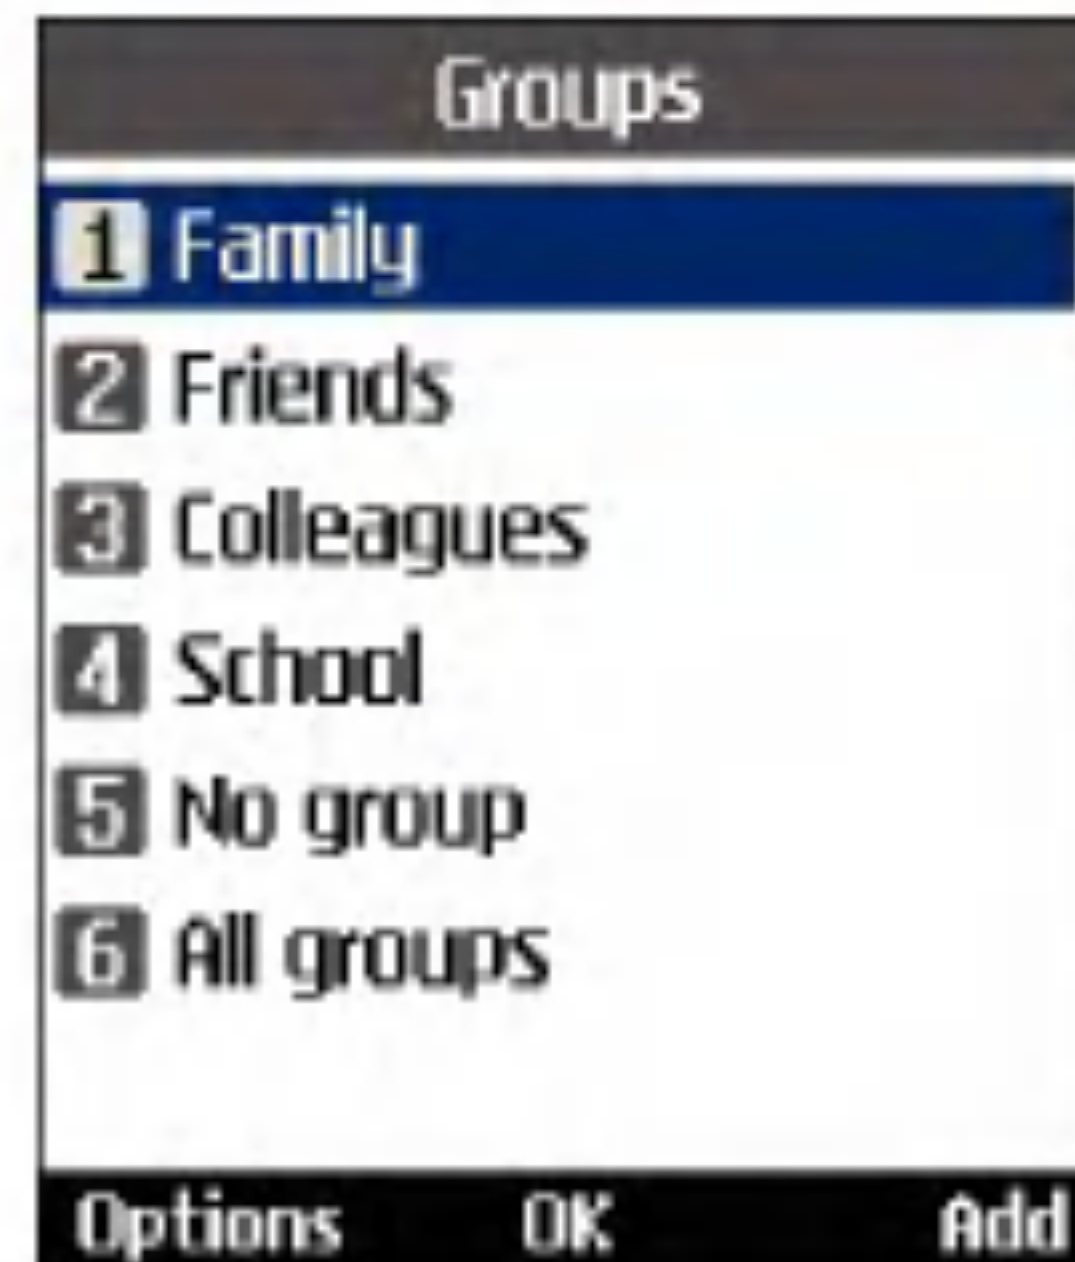 Groups
1 Family
2 Friends
3 Colleagues
4 School
5 No group
6 All groups
Options OK Add